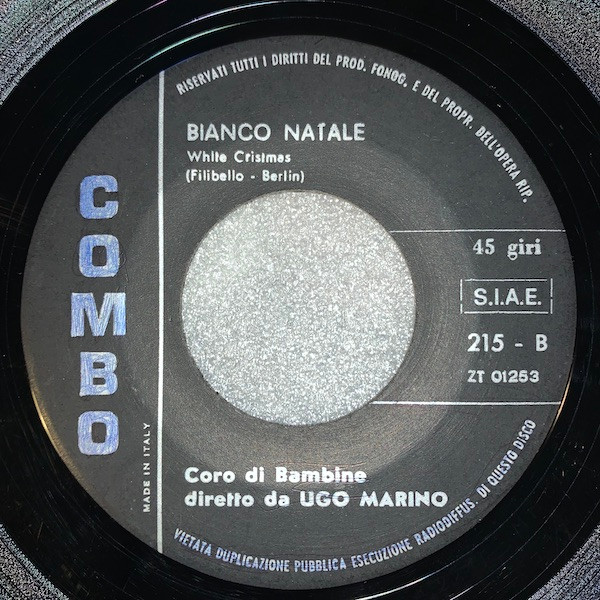 RISERVATI TUTTI I DIRITTI DEL PROD. FONOG. E DEL PROPR. DELL'OPERA RIP.
BIANCO NATALE
White Cristmas
(Filibello - Berlin)
COMBO
45 giri
S.I.A.E.
215 - B
ZT 01253
MADE IN ITALY
Coro di Bambine
diretto da UGO MARINO
VIETATA DUPLICAZIONE PUBBLICA ESECUZIONE RADIODIFFUS. DI QUESTO DISCO